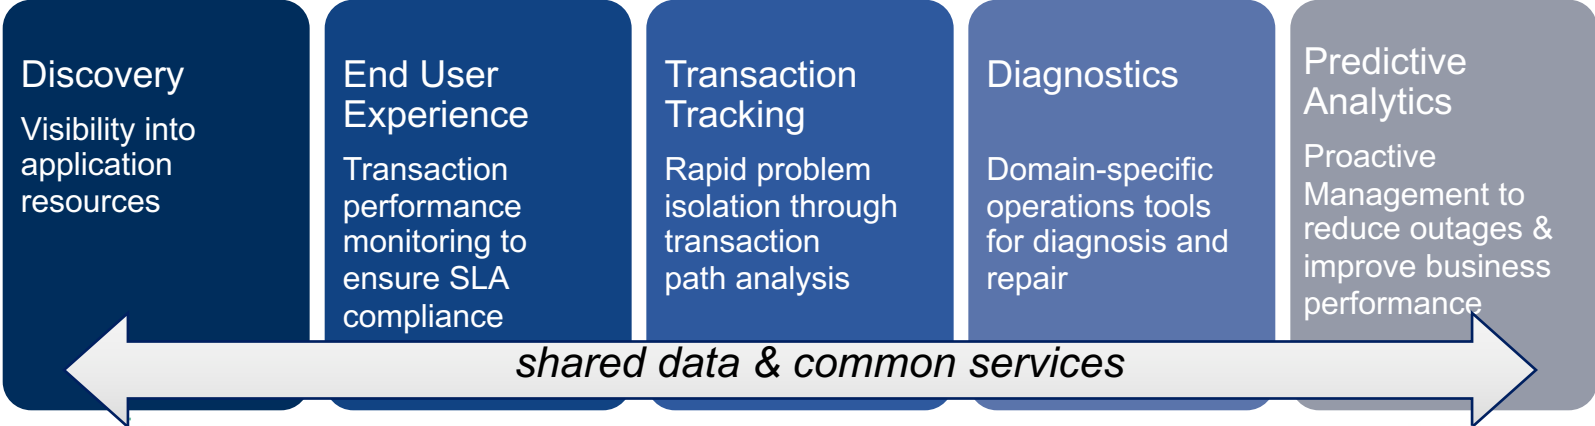 Discovery
Visibility into
application
resources
End User
Experience
Transaction
performance
monitoring to
ensure SLA
compliance
Transaction
Tracking
Rapid problem
isolation through
transaction
path analysis
Diagnostics
Domain-specific
operations tools
for diagnosis and
repair
Predictive
Analytics
Proactive
Management to
reduce outages &
improve business
performance
shared data & common services